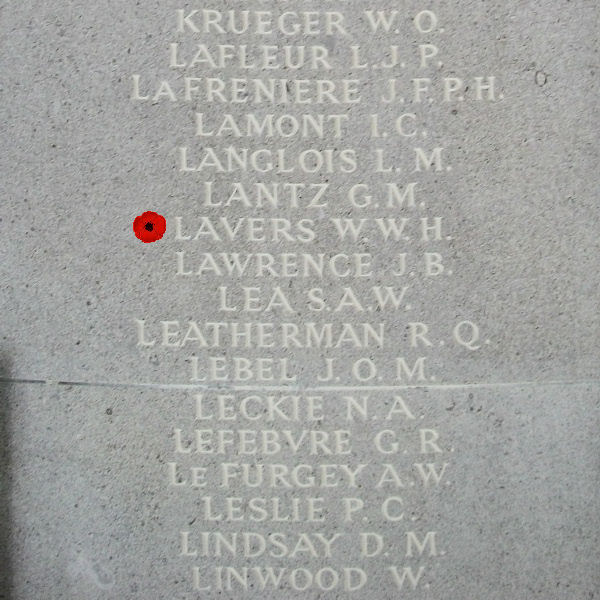 KRUEGER W. O.
LAFLEUR L. J. P.
LAFRENIERE J. F. P. H.
LAMONT I. C.
LANGLOIS L. M.
LANTZ G. M.
LAVERS W. W. H.
LAWRENCE J. B.
LEA S. A. W.
LEATHERMAN R. Q.
LEBEL J. O. M.
LECKIE N. A.
LEFEBVRE G. R.
LE FURGEY A. W.
LESLIE P. C.
LINDSAY D. M.
LINWOOD W.